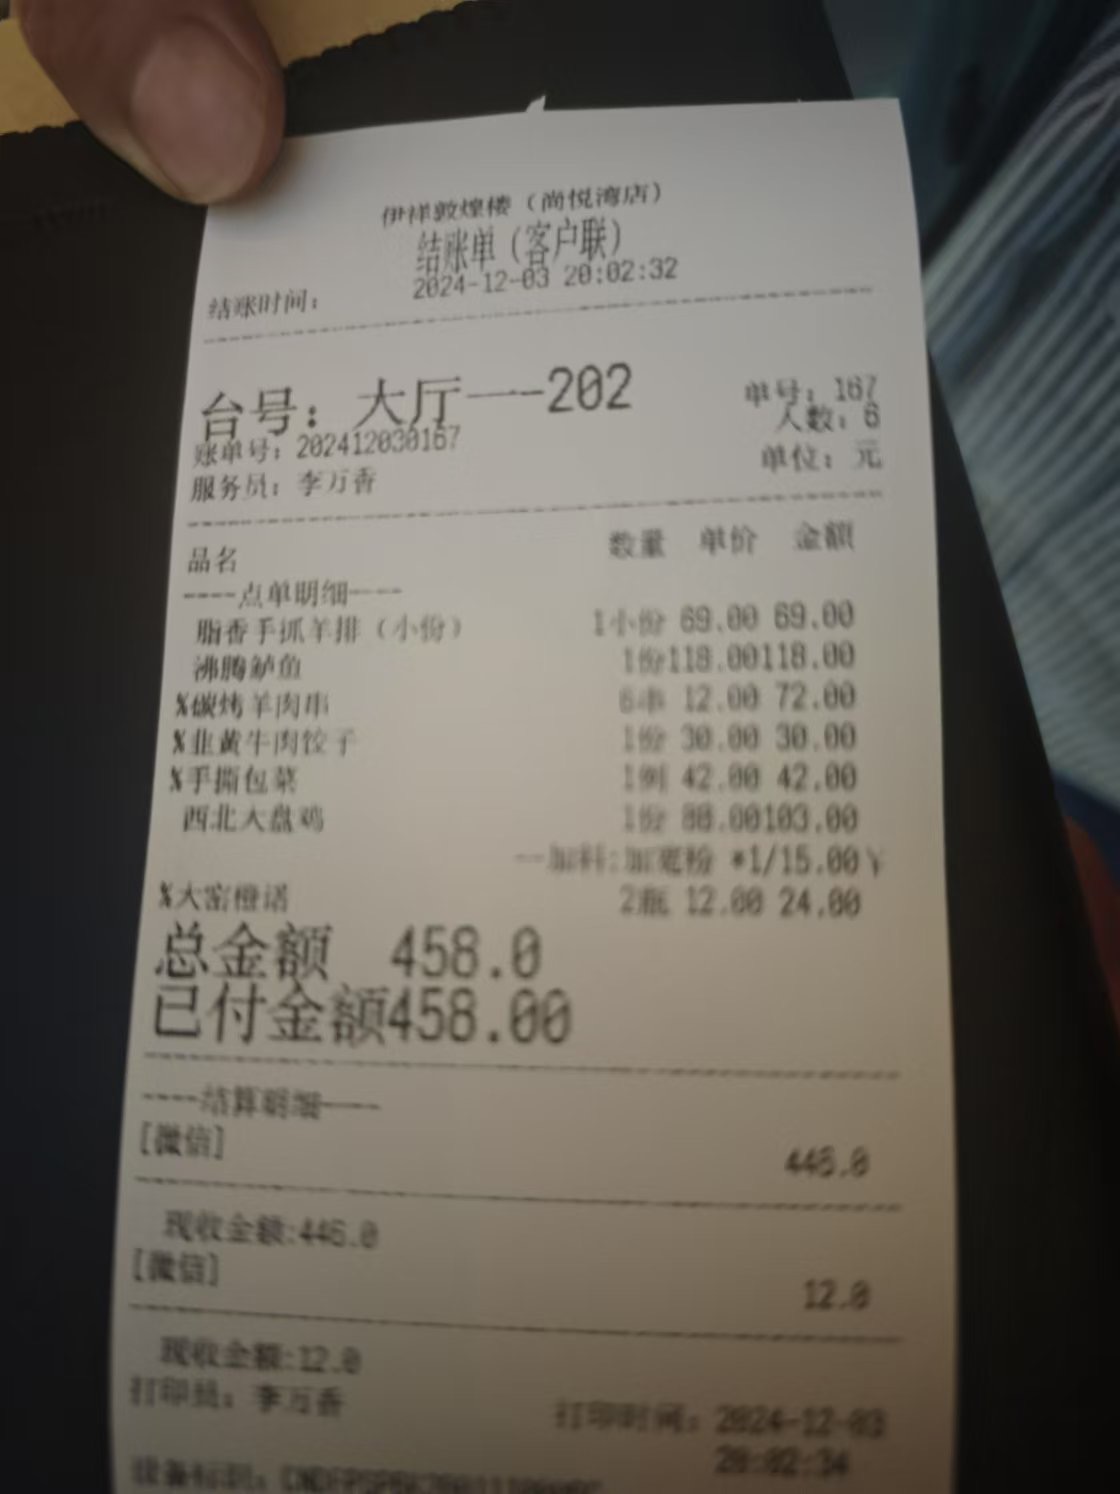 伊祥敦煌楼（尚悦湾店）
结账单（客户联）
结账时间： 2024-12-03 20:02:32
台号：大厅——202 单号：167
人数：6
账单号：202412030167
服务员：李万香 单位：元
品名 数量 单价 金额
----点单明细----
脂香手抓羊排（小份） 1小份 69.00 69.00
沸腾鲈鱼 1份118.00118.00
%碳烤羊肉串 6串 12.00 72.00
%韭黄牛肉饺子 1份 30.00 30.00
%手撕包菜 1例 42.00 42.00
西北大盘鸡 1份 88.00103.00
--加料:加宽粉 *1/15.00￥
%大窑橙诺 2瓶 12.00 24.00
总金额 458.0
已付金额458.00
----结算明细----
[微信]
446.0
现收金额:446.0
[微信]
12.0
现收金额:12.0
打印员：李万香 打印时间：2024-12-03
20:02:34
设备标识：